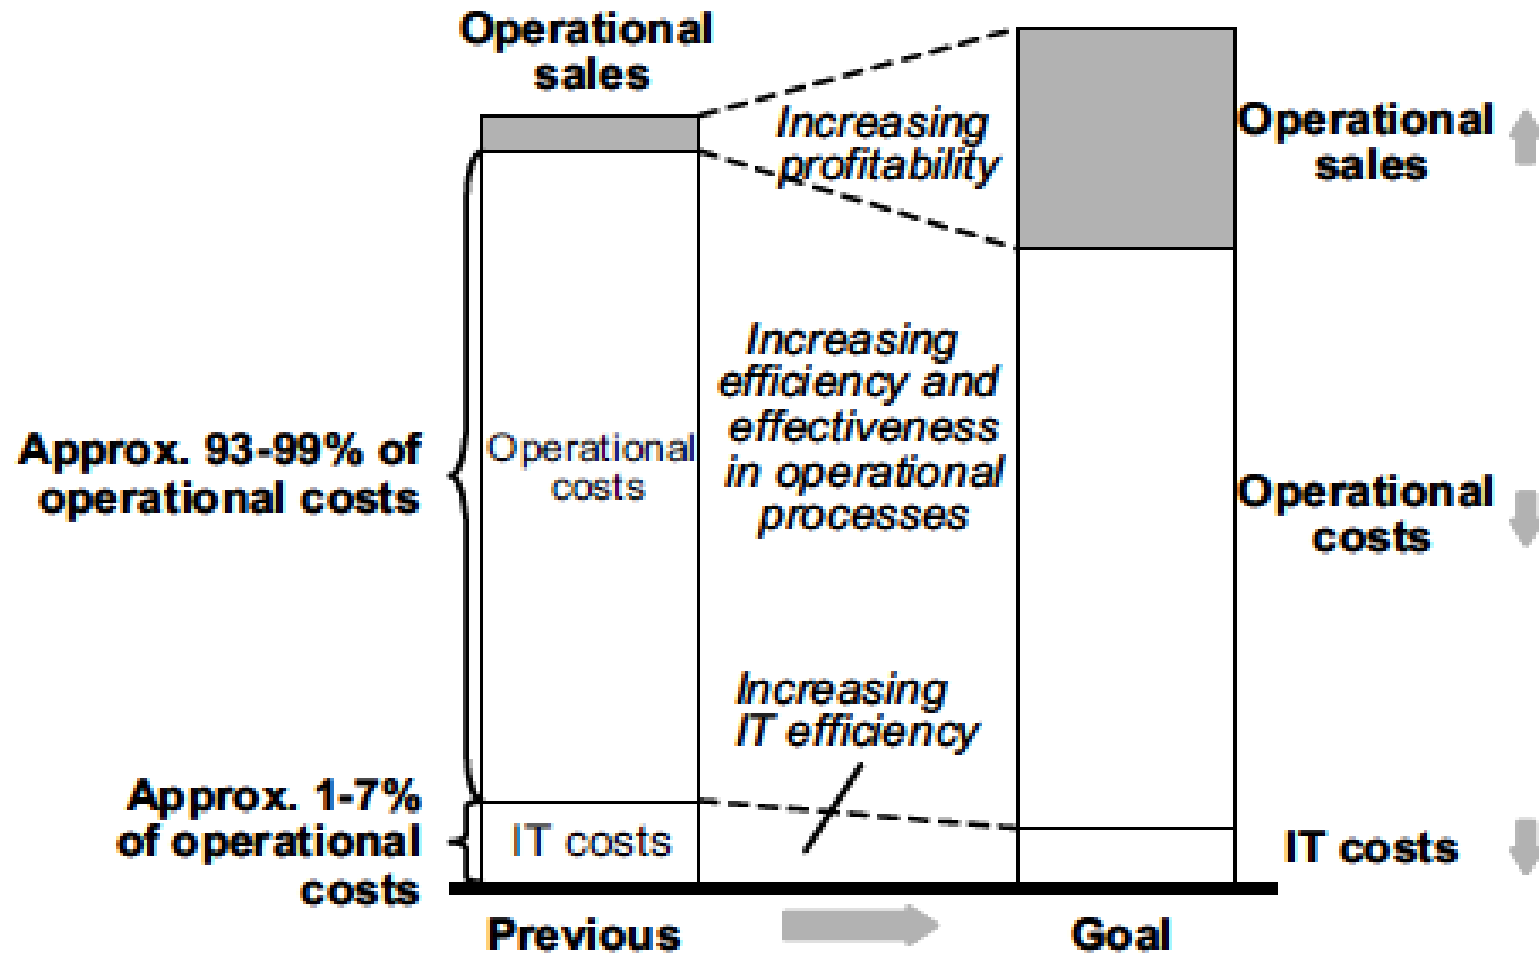 Operational
sales
Increasing
profitability
Operational
sales
Approx. 93-99% of
operational costs
Operational
costs
Increasing
efficiency and
effectiveness
in operational
processes
Operational
costs
Increasing
IT efficiency
Approx. 1-7%
of operational
costs
IT costs
IT costs
Previous
Goal